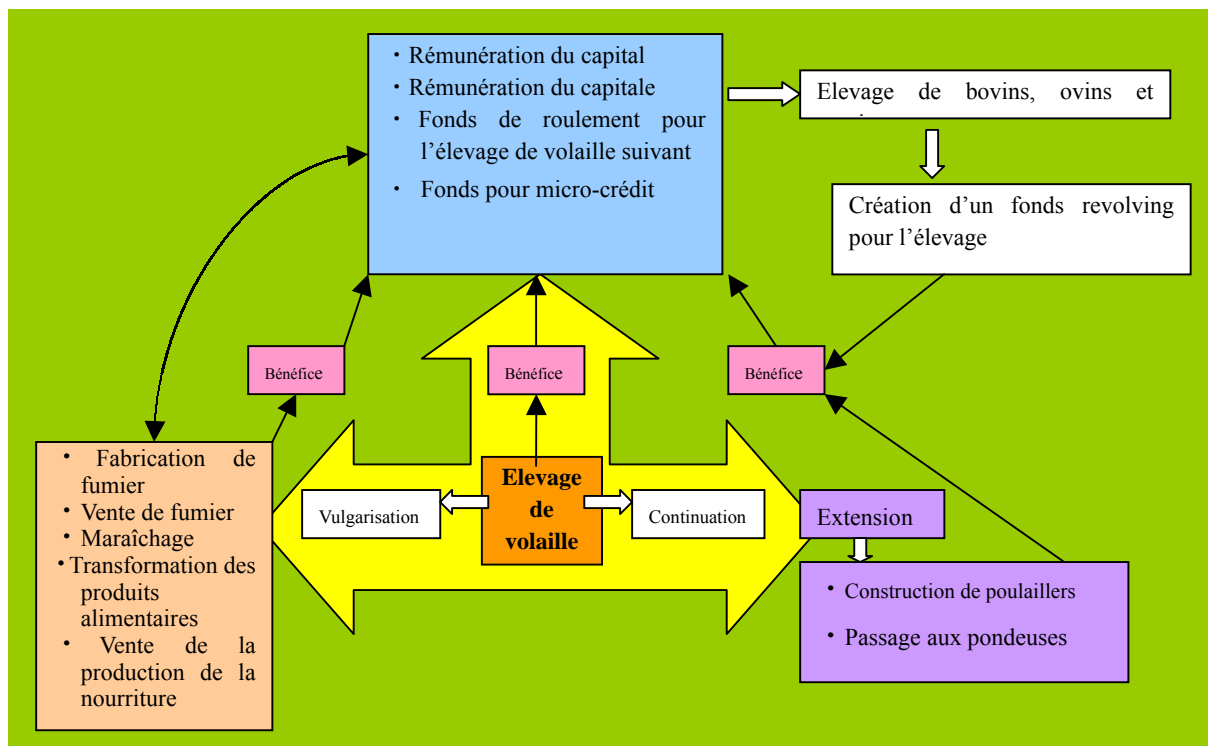 ・ Rémunération du capital
・ Rémunération du capitale
・ Fonds de roulement pour
l'élevage de volaille suivant
・ Fonds pour micro-crédit
Elevage de bovins, ovins et
Création d'un fonds revolving
pour l'élevage
Bénéfice
Bénéfice
Bénéfice
・ Fabrication de
fumier
・ Vente de fumier
・ Maraîchage
・Transformation des
produits
alimentaires
・ Vente de la
production de la
nourriture
Vulgarisation
Elevage
de
volaille
Continuation
Extension
・ Construction de poulaillers
・ Passage aux pondeuses